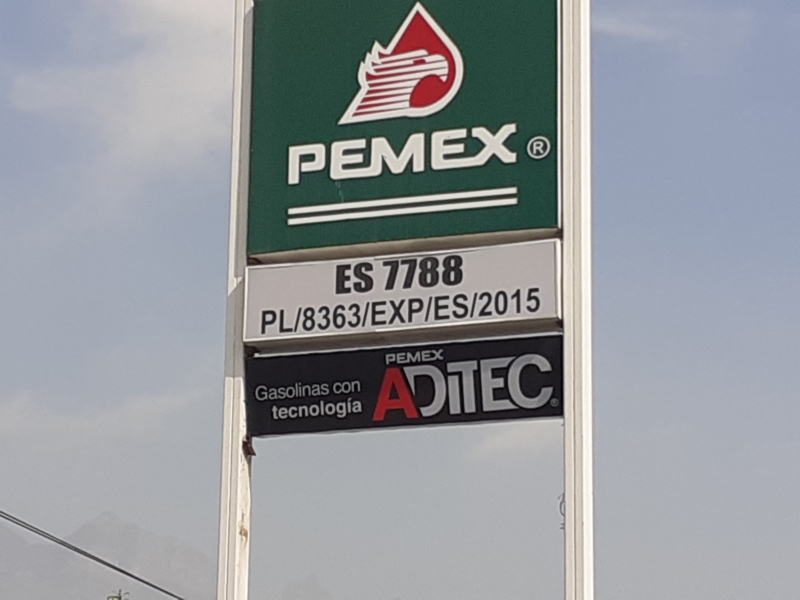 PEMEX®
ES 7788
PL/8363/EXP/ES/2015
PEMEX
Gasolinas con
tecnología
ADITEC®